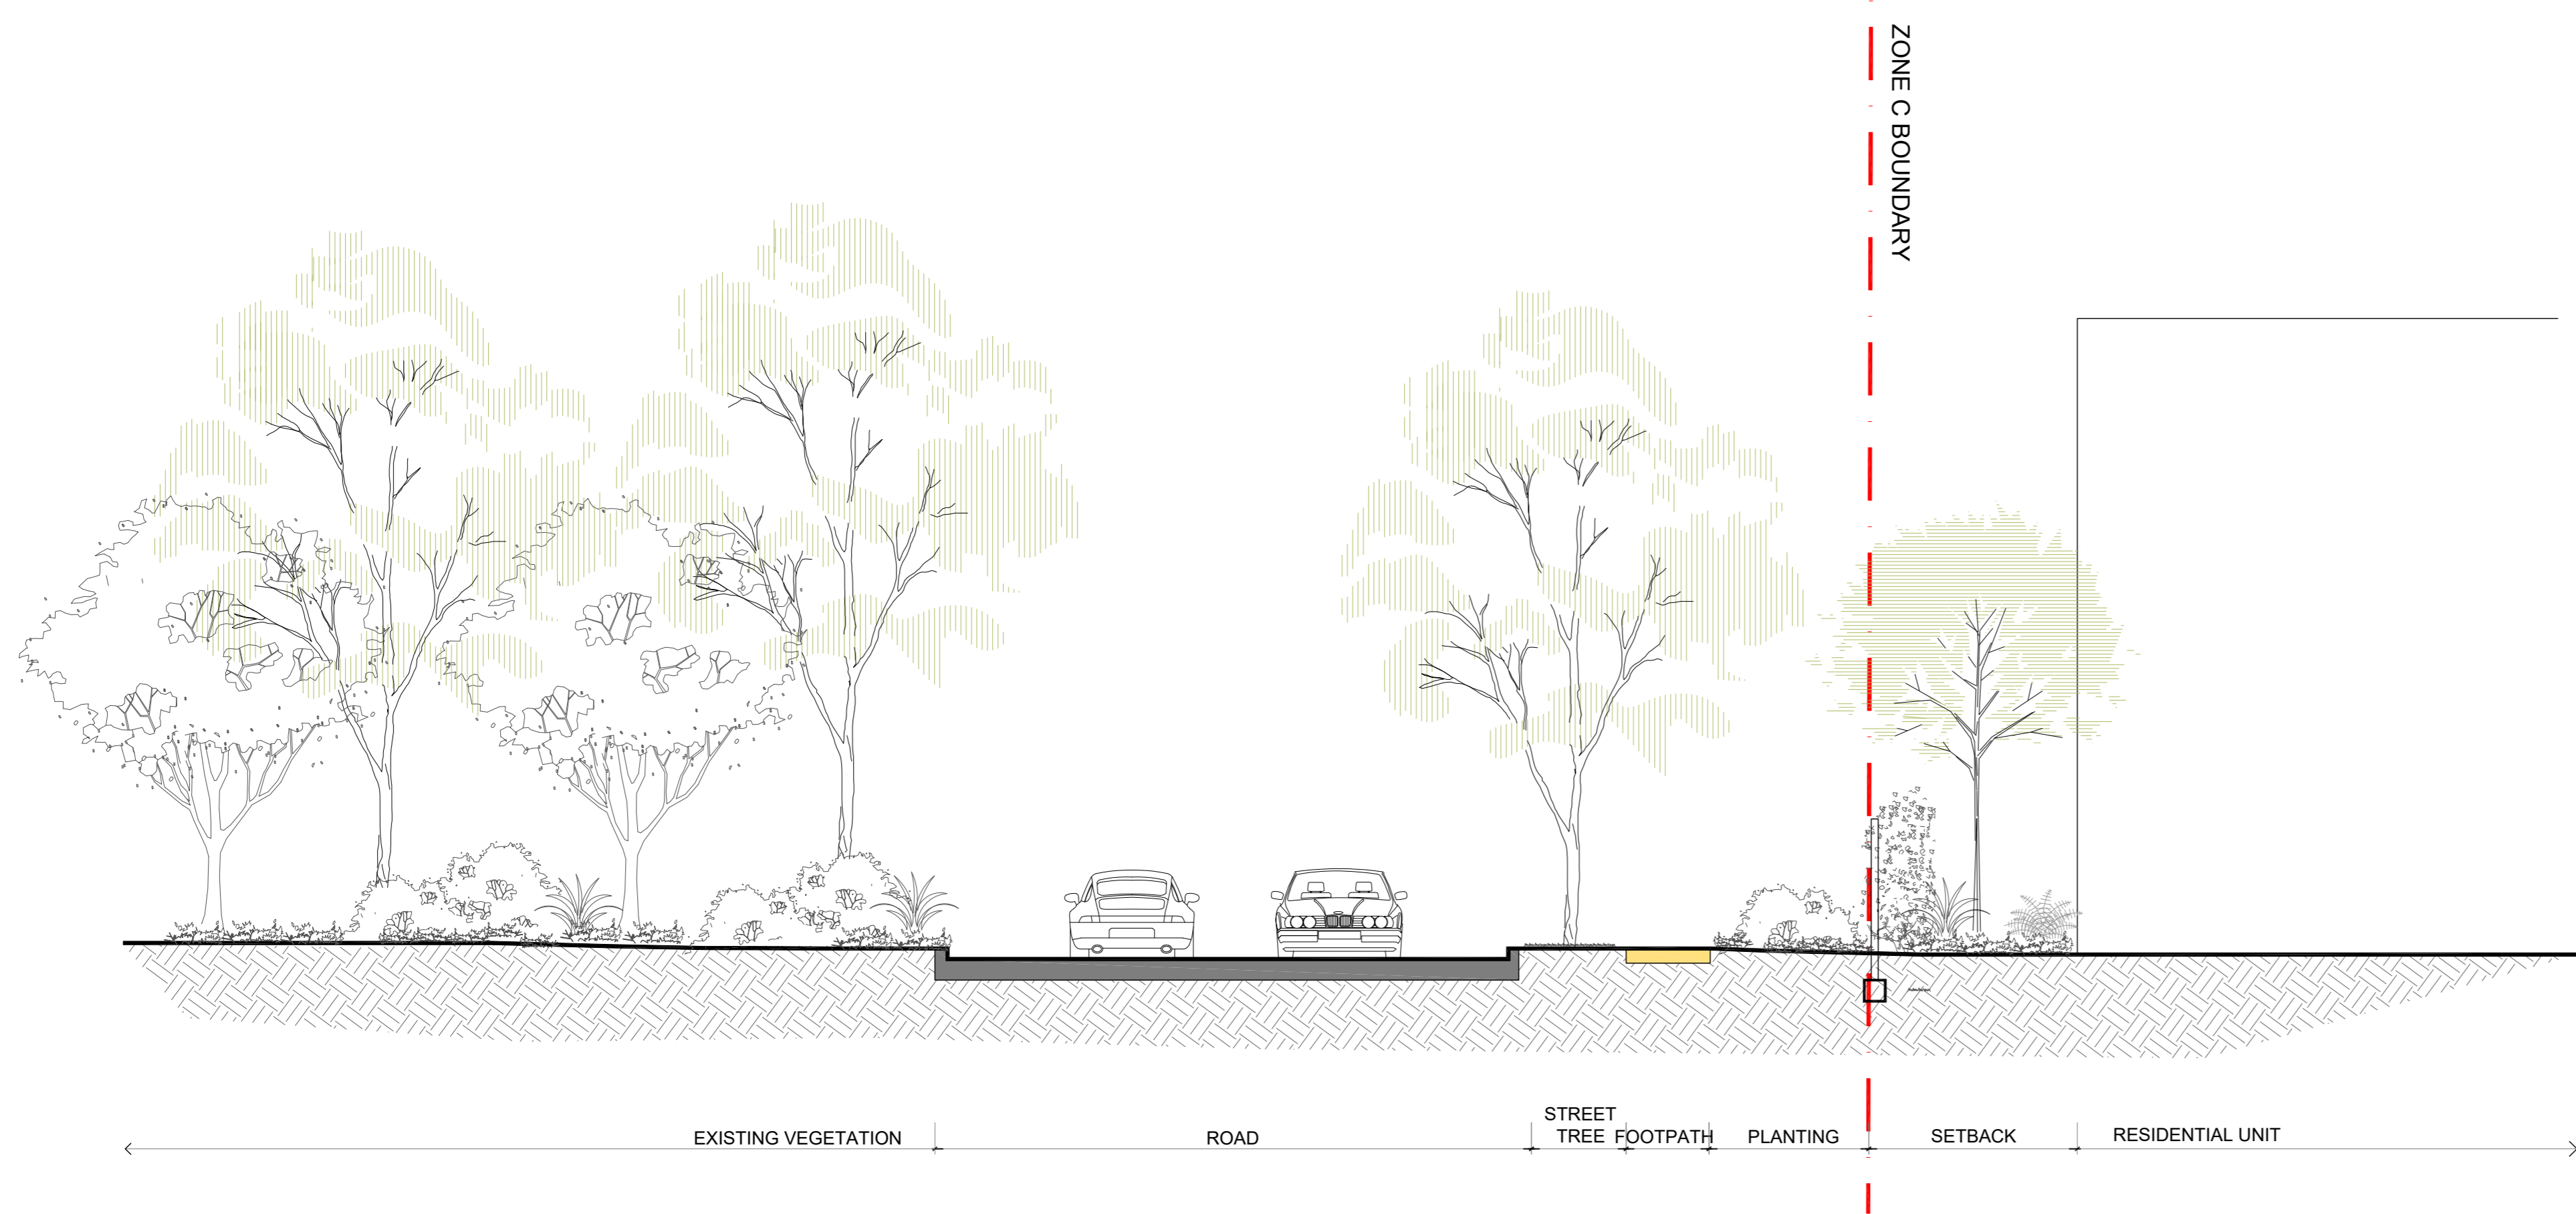 ZONE C BOUNDARY
EXISTING VEGETATION
ROAD
STREET
TREE
FOOTPATH
PLANTING
SETBACK
RESIDENTIAL UNIT